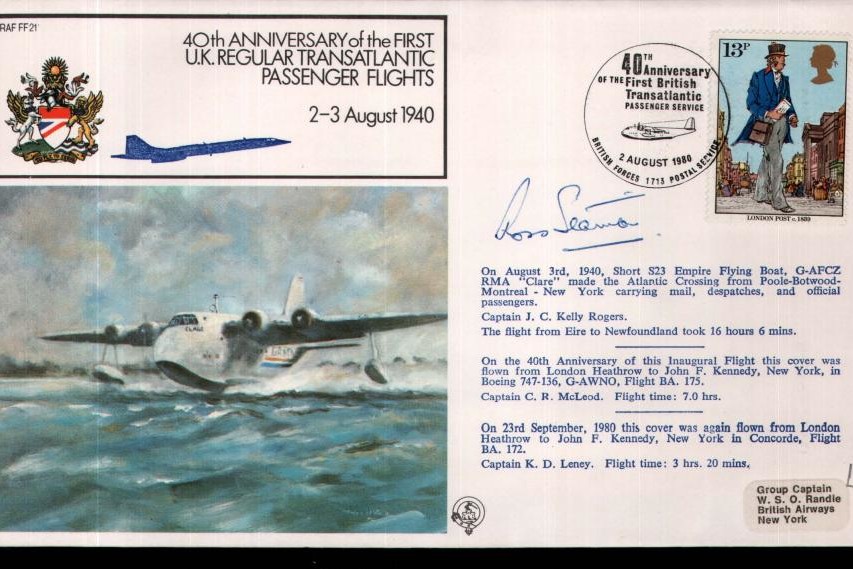 RAF FF21
40th ANNIVERSARY of the FIRST
U.K. REGULAR TRANSATLANTIC
PASSENGER FLIGHTS
2-3 August 1940
40TH
Anniversary
OF THE First British
Transatlantic
PASSENGER SERVICE
2 AUGUST 1980
BRITISH FORCES 1713 POSTAL SERVICE
13P
LONDON POST c. 1839
Ross Stainton
CLARE
On August 3rd, 1940, Short S23 Empire Flying Boat, G-AFCZ
RMA "Clare" made the Atlantic Crossing from Poole-Botwood-
Montreal - New York carrying mail, despatches, and official
passengers.
Captain J. C. Kelly Rogers.
The flight from Eire to Newfoundland took 16 hours 6 mins.
On the 40th Anniversary of this Inaugural Flight this cover was
flown from London Heathrow to John F. Kennedy, New York, in
Boeing 747-136, G-AWNO, Flight BA. 175.
Captain C. R. McLeod. Flight time: 7.0 hrs.
On 23rd September, 1980 this cover was again flown from London
Heathrow to John F. Kennedy, New York in Concorde, Flight
BA. 172.
Captain K. D. Leney. Flight time: 3 hrs. 20 mins.
Group Captain
W. S. O. Randle
British Airways
New York